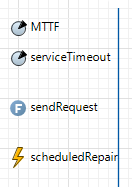 MTTF
serviceTimeout
F sendRequest
scheduledRepair